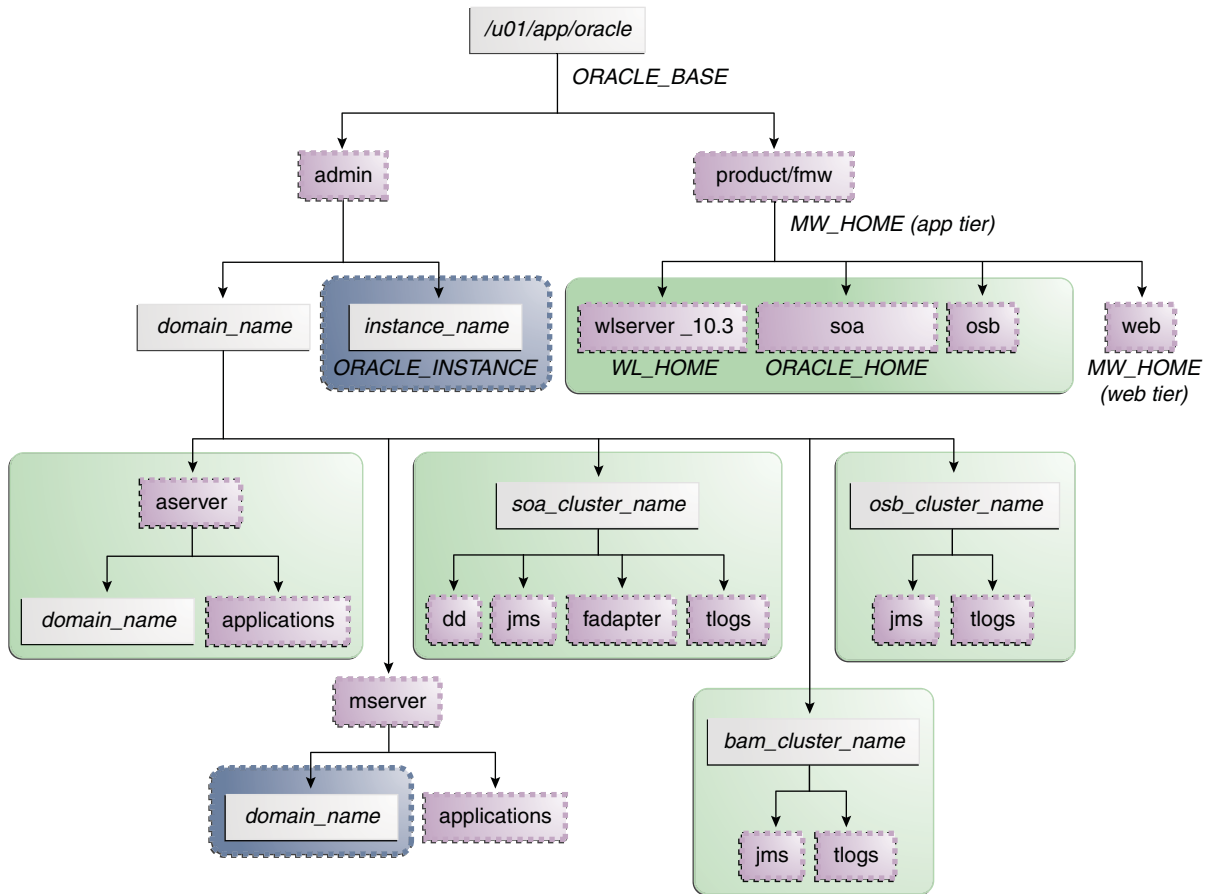 /u01/app/oracle
ORACLE_BASE
admin
product/fmw
MW_HOME (app tier)
domain_name
instance_name
ORACLE_INSTANCE
wlserver _10.3
WL_HOME
soa
ORACLE_HOME
osb
web
MW_HOME
(web tier)
aserver
domain_name
applications
soa_cluster_name
dd
jms
fadapter
tlogs
osb_cluster_name
jms
tlogs
mserver
domain_name
applications
bam_cluster_name
jms
tlogs